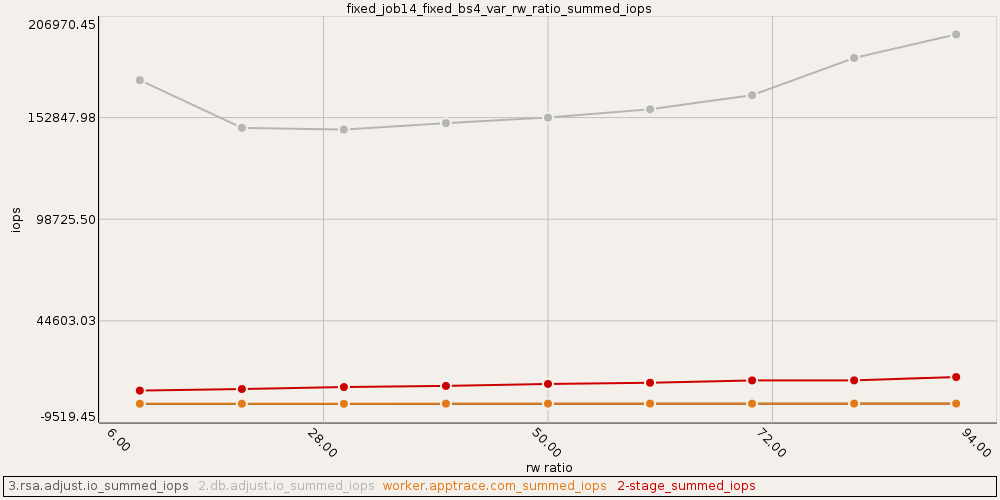 fixed_job14_fixed_bs4_var_rw_ratio_summed_iops
206970.45
152847.98
98725.50
44603.03
-9519.45
iops
6.00 28.00 50.00 72.00 94.00
rw ratio
3.rsa.adjust.io_summed_iops 2.db.adjust.io_summed_iops worker.apptrace.com_summed_iops 2-stage_summed_iops